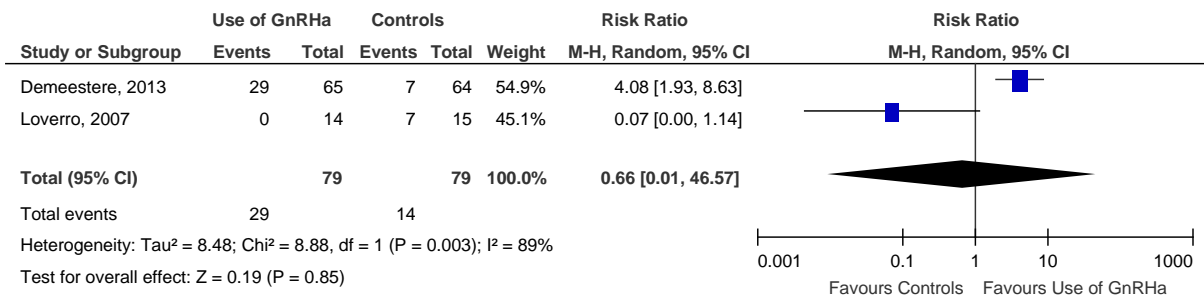 Use of GnRHa Controls Risk Ratio Risk Ratio
Study or Subgroup Events Total Events Total Weight M-H, Random, 95% CI M-H, Random, 95% CI
Demeestere, 2013 29 65 7 64 54.9% 4.08 [1.93, 8.63]
Loverro, 2007 0 14 7 15 45.1% 0.07 [0.00, 1.14]
Total (95% CI) 79 79 100.0% 0.66 [0.01, 46.57]
Total events 29 14
Heterogeneity: Tau² = 8.48; Chi² = 8.88, df = 1 (P = 0.003); I² = 89%
Test for overall effect: Z = 0.19 (P = 0.85)
0.001 0.1 1 10 1000
Favours Controls Favours Use of GnRHa